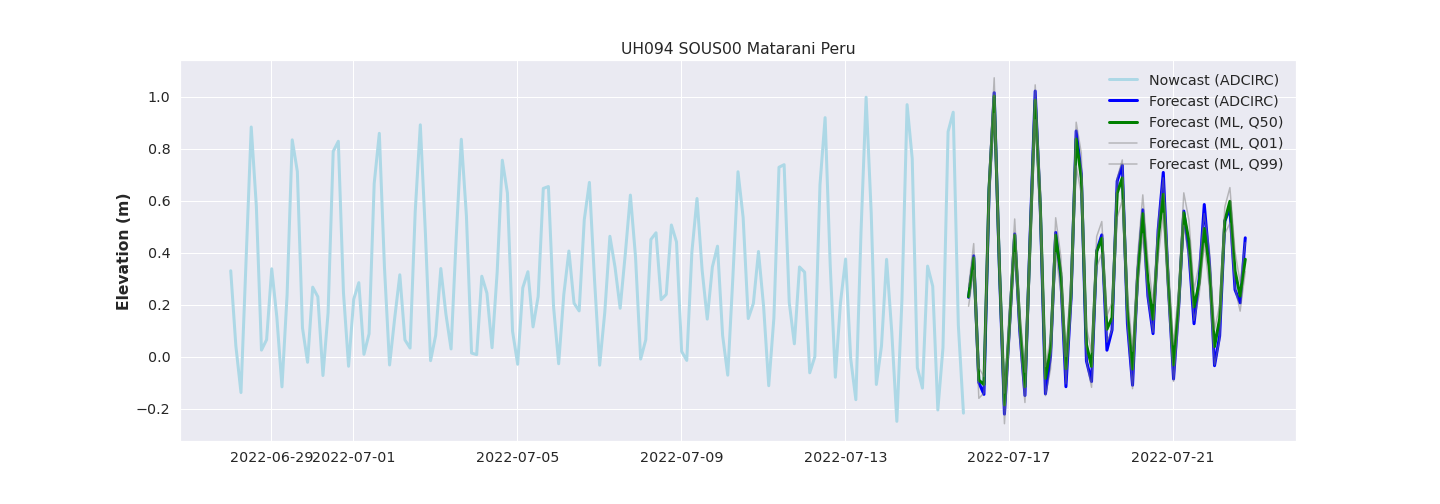 UH094 SOUS00 Matarani Peru
Nowcast (ADCIRC)
Forecast (ADCIRC)
Forecast (ML, Q50)
Forecast (ML, Q01)
Forecast (ML, Q99)
Elevation (m)
1.0
0.8
0.6
0.4
0.2
0.0
−0.2
2022-06-29 2022-07-01 2022-07-05 2022-07-09 2022-07-13 2022-07-17 2022-07-21